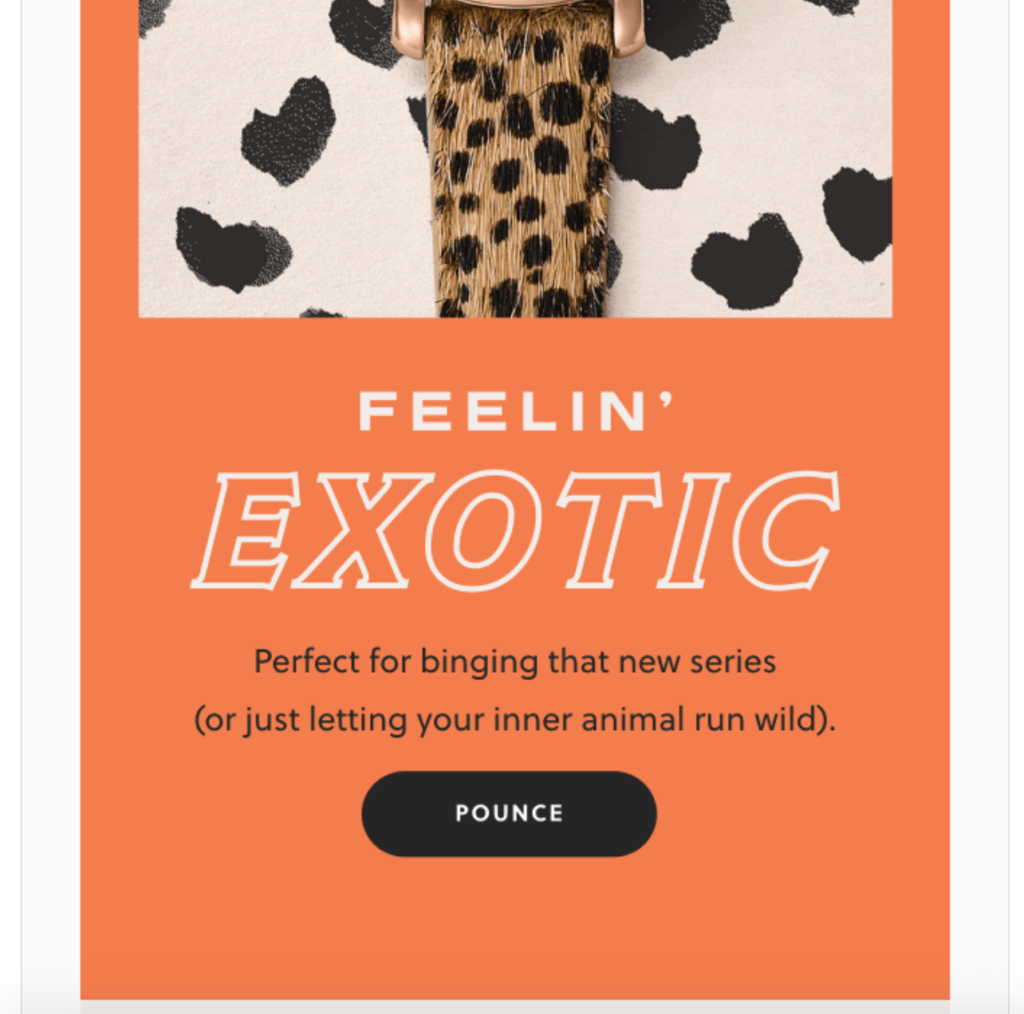 FEELIN’
EXOTIC
Perfect for binging that new series
(or just letting your inner animal run wild).
POUNCE